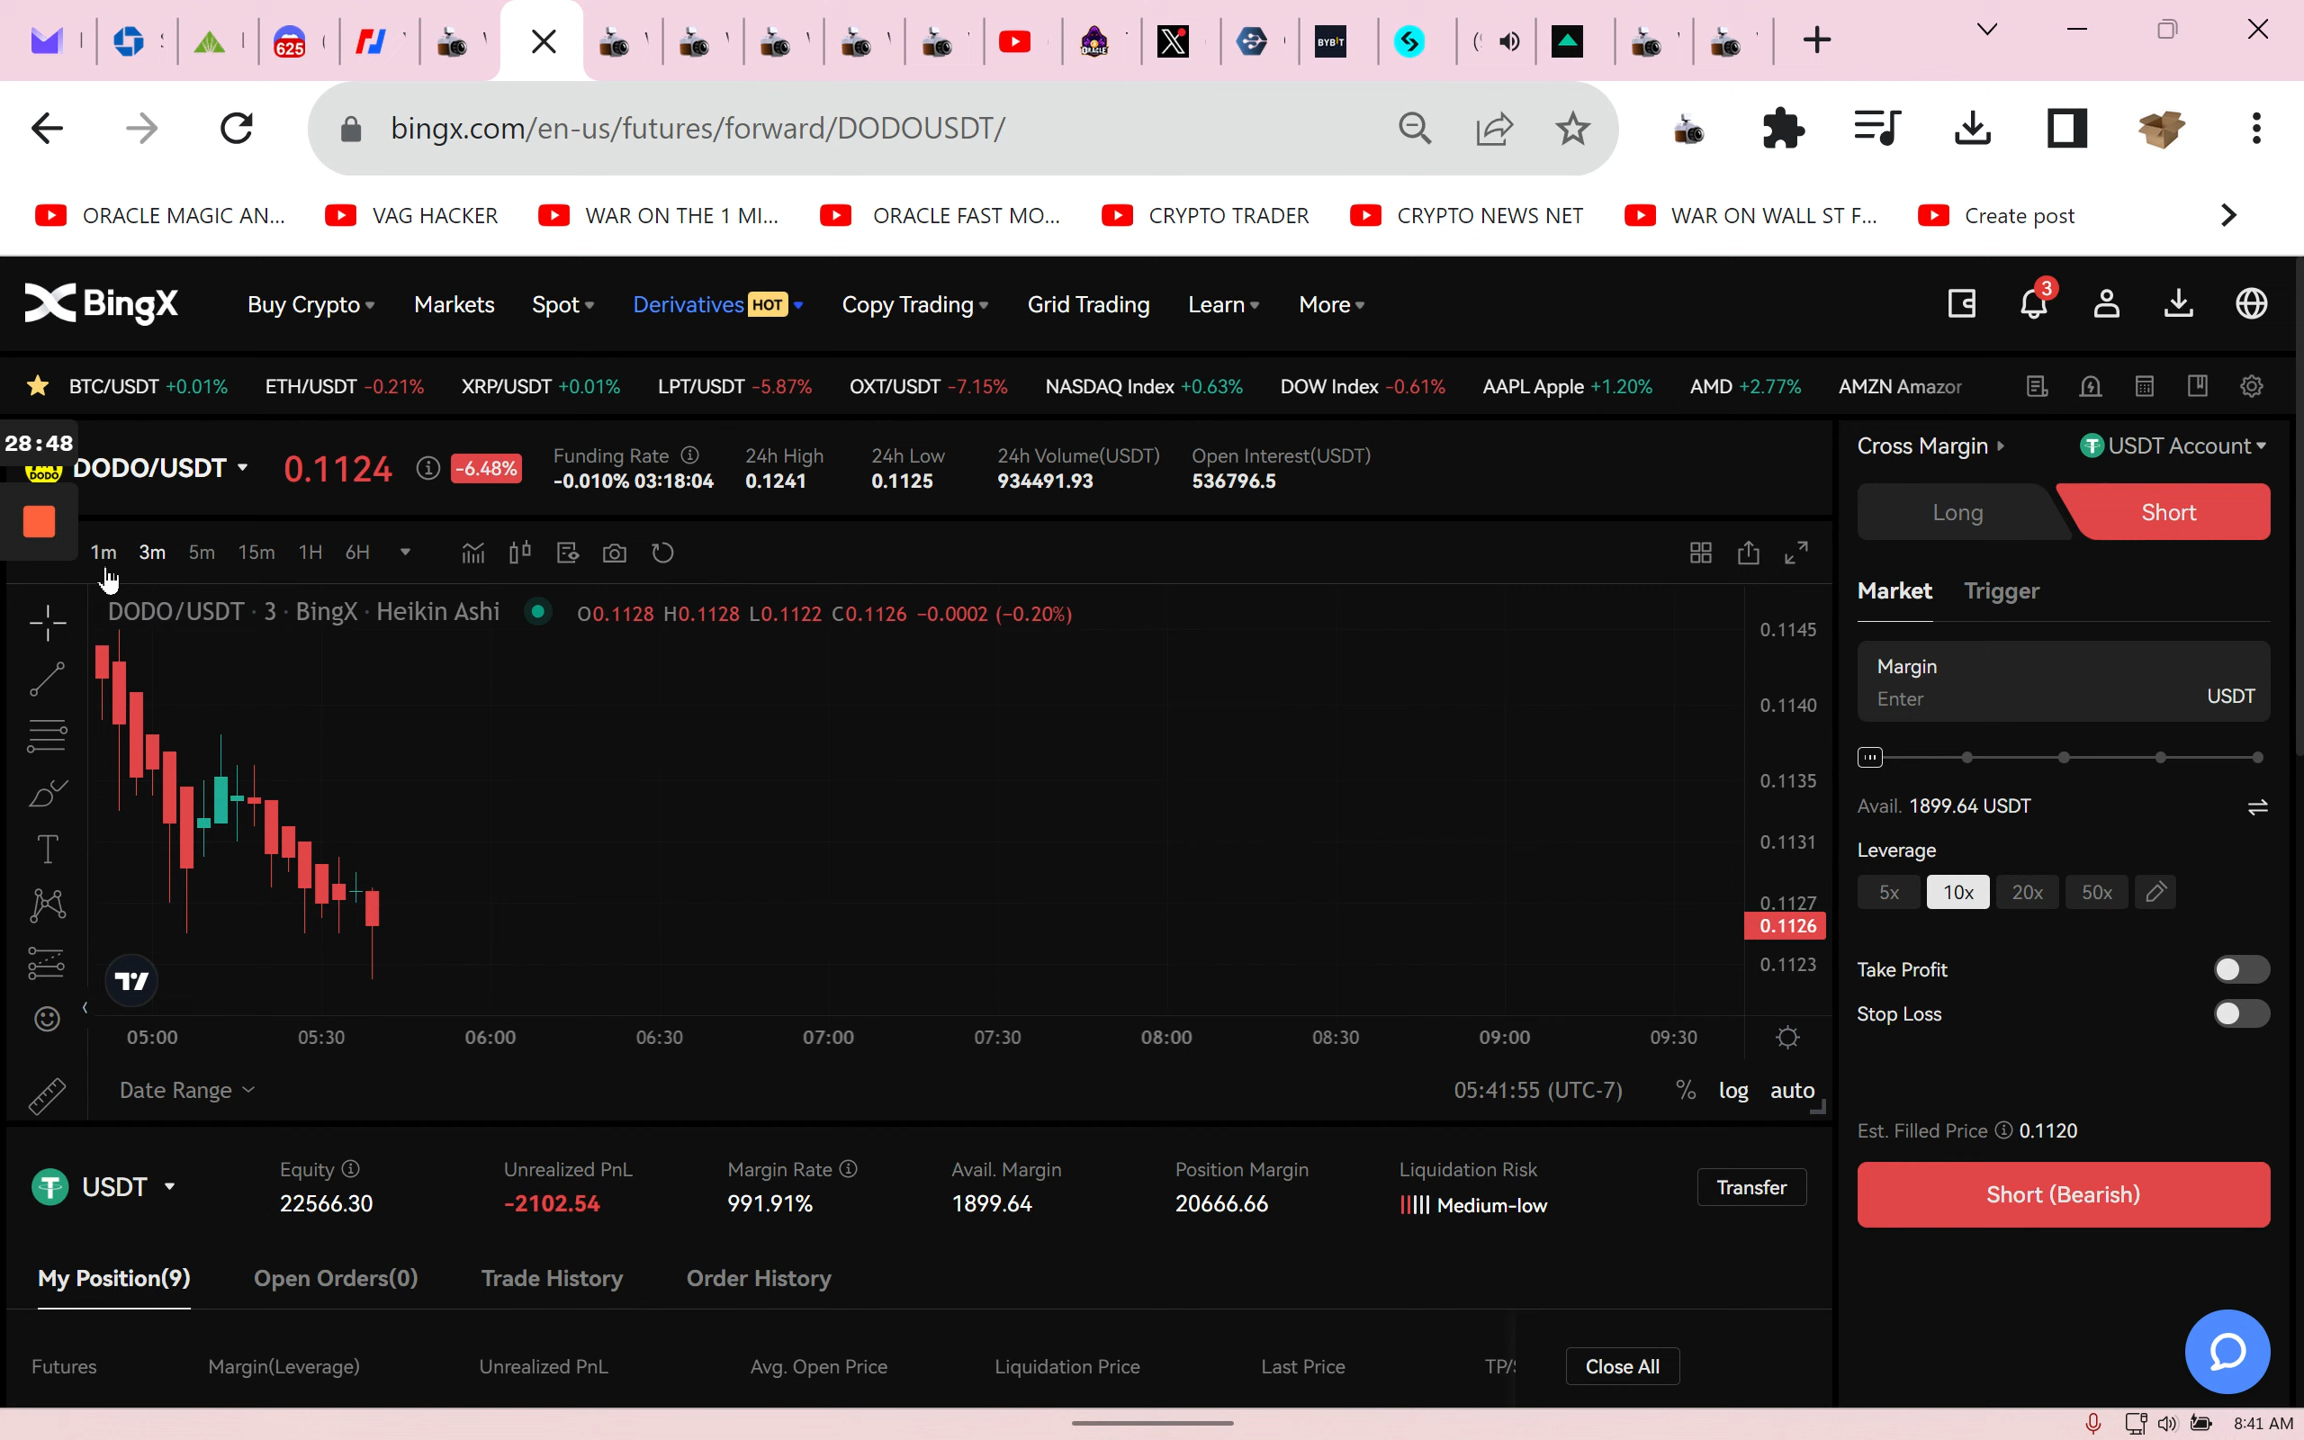 625
BYBIT
bingx.com/en-us/futures/forward/DODOUSDT/
ORACLE MAGIC AN... VAG HACKER WAR ON THE 1 MI... ORACLE FAST MO... CRYPTO TRADER CRYPTO NEWS NET WAR ON WALL ST F... Create post
BingX Buy Crypto Markets Spot Derivatives HOT Copy Trading Grid Trading Learn More 3
BTC/USDT +0.01% ETH/USDT -0.21% XRP/USDT +0.01% LPT/USDT -5.87% OXT/USDT -7.15% NASDAQ Index +0.63% DOW Index -0.61% AAPL Apple +1.20% AMD +2.77% AMZN Amazor
28:48
DODO/USDT 0.1124 -6.48%
Funding Rate 24h High 24h Low 24h Volume(USDT) Open Interest(USDT)
-0.010% 03:18:04 0.1241 0.1125 934491.93 536796.5
1m 3m 5m 15m 1H 6H
DODO/USDT · 3 · BingX · Heikin Ashi O0.1128 H0.1128 L0.1122 C0.1126 -0.0002 (-0.20%)
0.1145
0.1140
0.1135
0.1131
0.1127
0.1126
0.1123
05:00 05:30 06:00 06:30 07:00 07:30 08:00 08:30 09:00 09:30
Date Range 05:41:55 (UTC-7) % log auto
USDT
Equity Unrealized PnL Margin Rate Avail. Margin Position Margin Liquidation Risk
22566.30 -2102.54 991.91% 1899.64 20666.66 Medium-low
Transfer
My Position(9) Open Orders(0) Trade History Order History
Futures Margin(Leverage) Unrealized PnL Avg. Open Price Liquidation Price Last Price TP/S Close All
Cross Margin USDT Account
Long Short
Market Trigger
Margin
Enter USDT
Avail. 1899.64 USDT
Leverage
5x 10x 20x 50x
Take Profit
Stop Loss
Est. Filled Price 0.1120
Short (Bearish)
8:41 AM